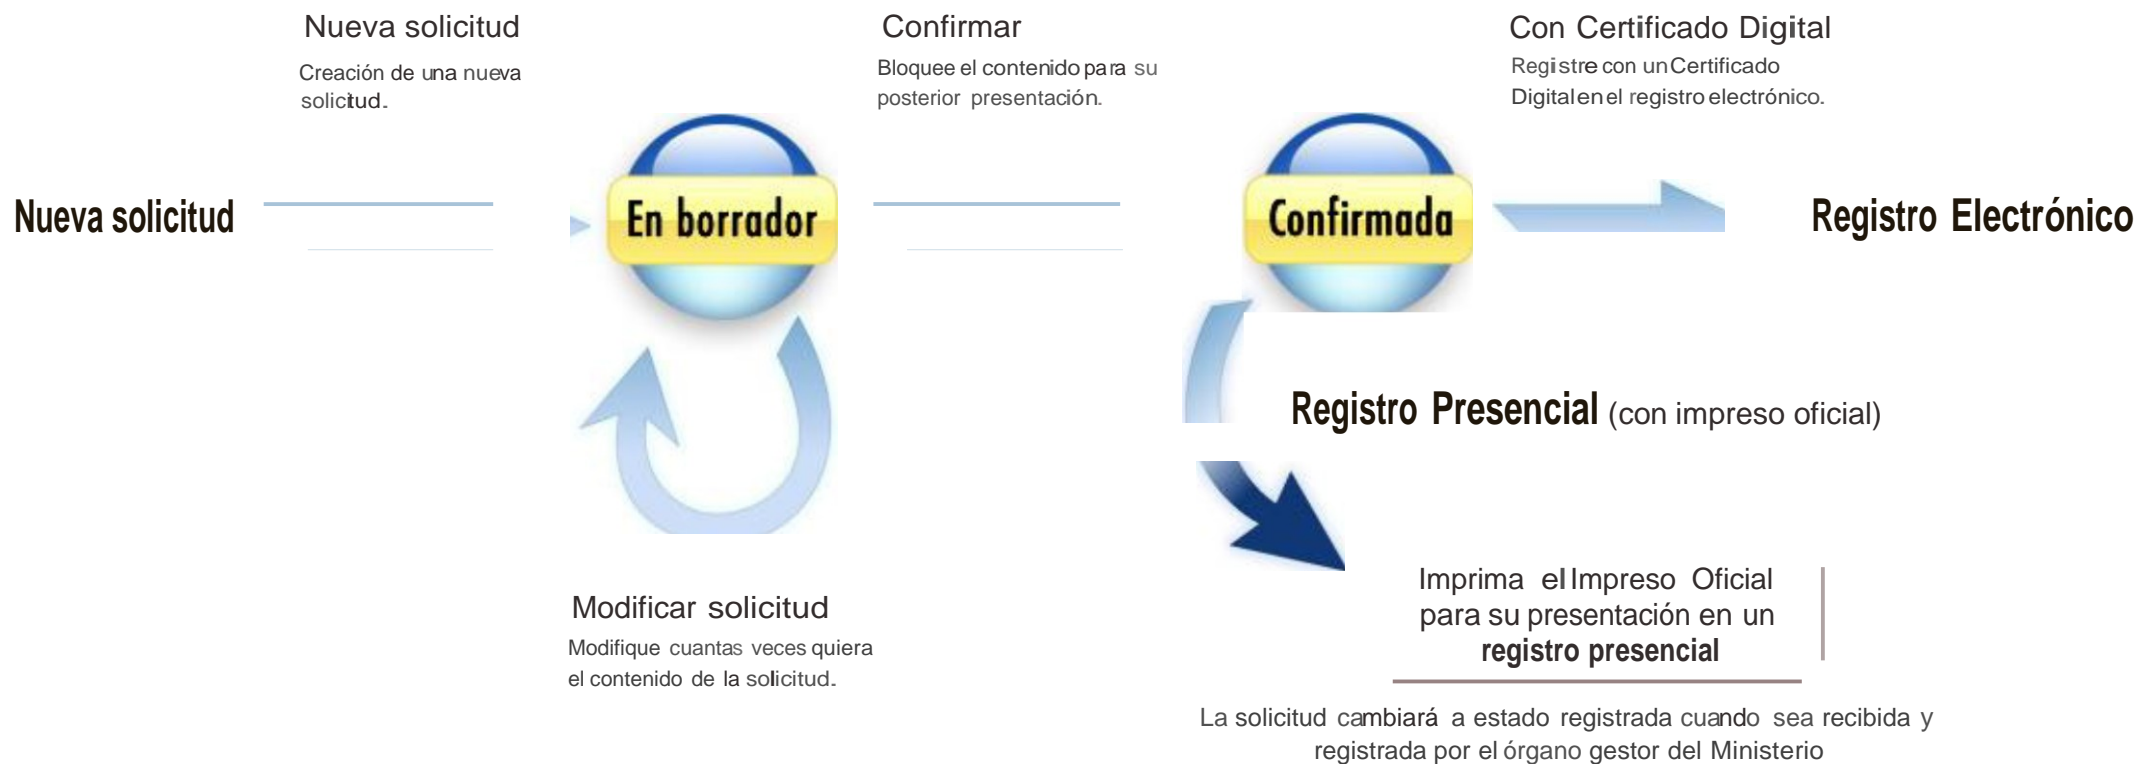 Nueva solicitud
Creación de una nueva
solicitud.
Confirmar
Bloquee el contenido para su
posterior presentación.
Con Certificado Digital
Registre con un Certificado
Digital en el registro electrónico.
Nueva solicitud
En borrador
Confirmada
Registro Electrónico
Registro Presencial (con impreso oficial)
Modificar solicitud
Modifique cuantas veces quiera
el contenido de la solicitud.
Imprima el Impreso Oficial
para su presentación en un
registro presencial
La solicitud cambiará a estado registrada cuando sea recibida y
registrada por el órgano gestor del Ministerio